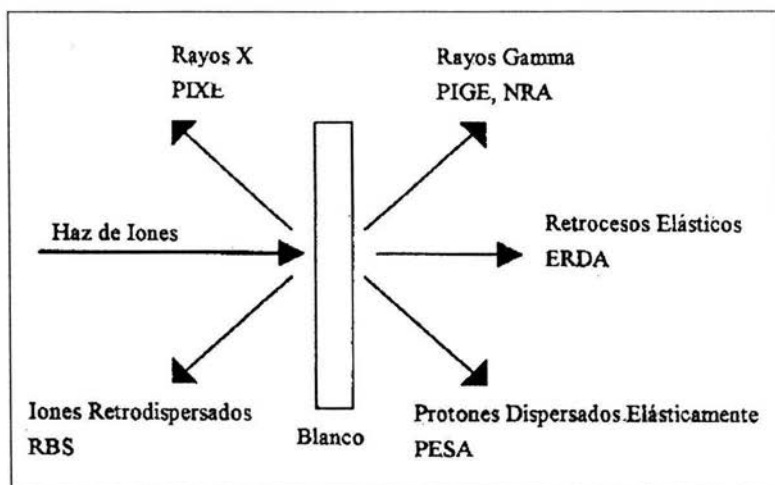 Rayos X
PIXE
Rayos Gamma
PIGE, NRA
Haz de Iones
Retrocesos Elásticos
ERDA
Iones Retrodispersados
RBS
Blanco
Protones Dispersados Elásticamente
PESA